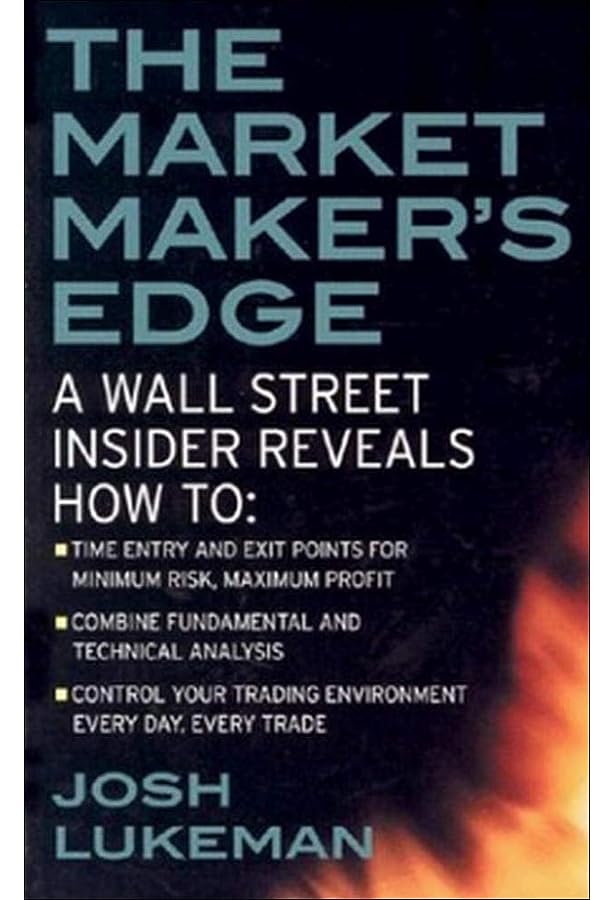 THE
MARKET
MAKER'S
EDGE
A WALL STREET
INSIDER REVEALS
HOW TO:
TIME ENTRY AND EXIT POINTS FOR
MINIMUM RISK, MAXIMUM PROFIT
COMBINE FUNDAMENTAL AND
TECHNICAL ANALYSIS
CONTROL YOUR TRADING ENVIRONMENT
EVERY DAY, EVERY TRADE
JOSH
LUKEMAN